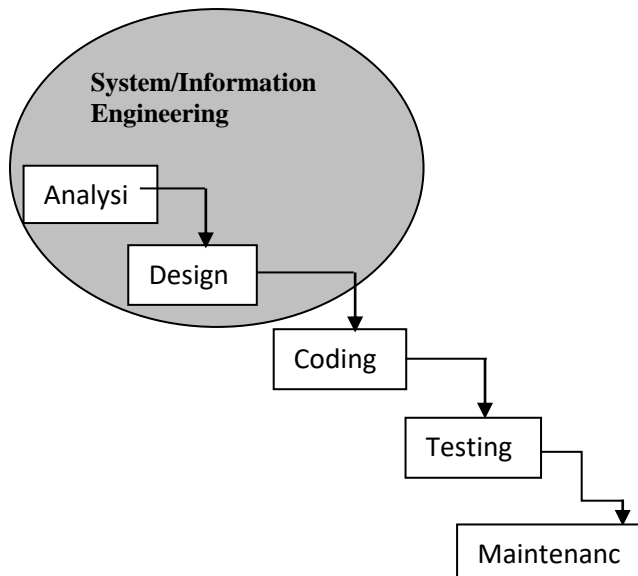 System/Information
Engineering
Analysi
Design
Coding
Testing
Maintenanc